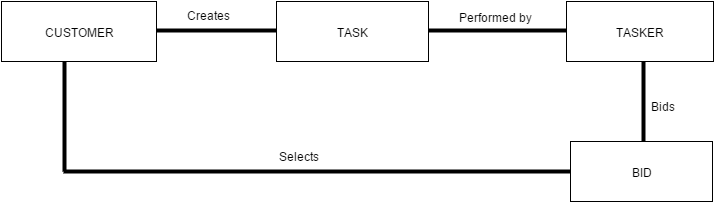 Creates
Performed by
CUSTOMER
TASK
TASKER
Bids
Selects
BID